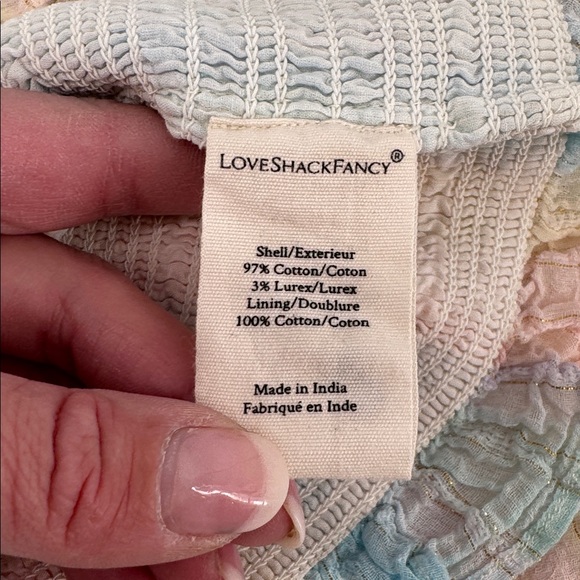 LOVESHACKFANCY®
Shell/Exterieur
97% Cotton/Coton
3% Lurex/Lurex
Lining/Doublure
100% Cotton/Coton
Made in India
Fabriqué en Inde